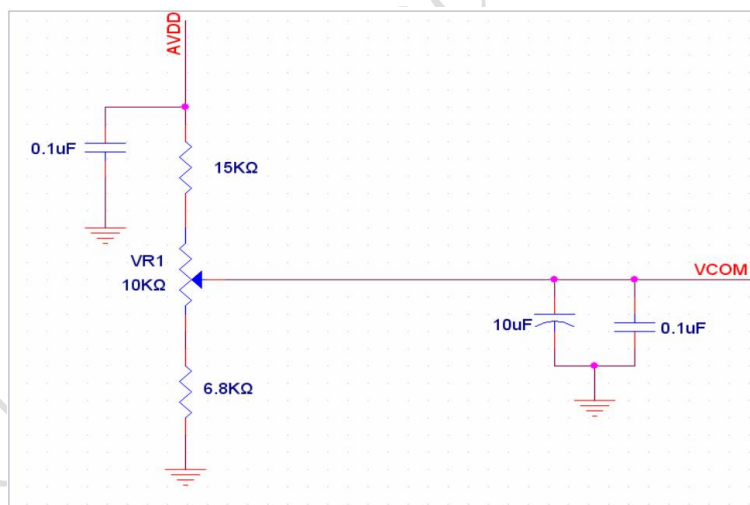 AVDD
0.1uF
15KΩ
VR1
10KΩ
VCOM
10uF
0.1uF
6.8KΩ